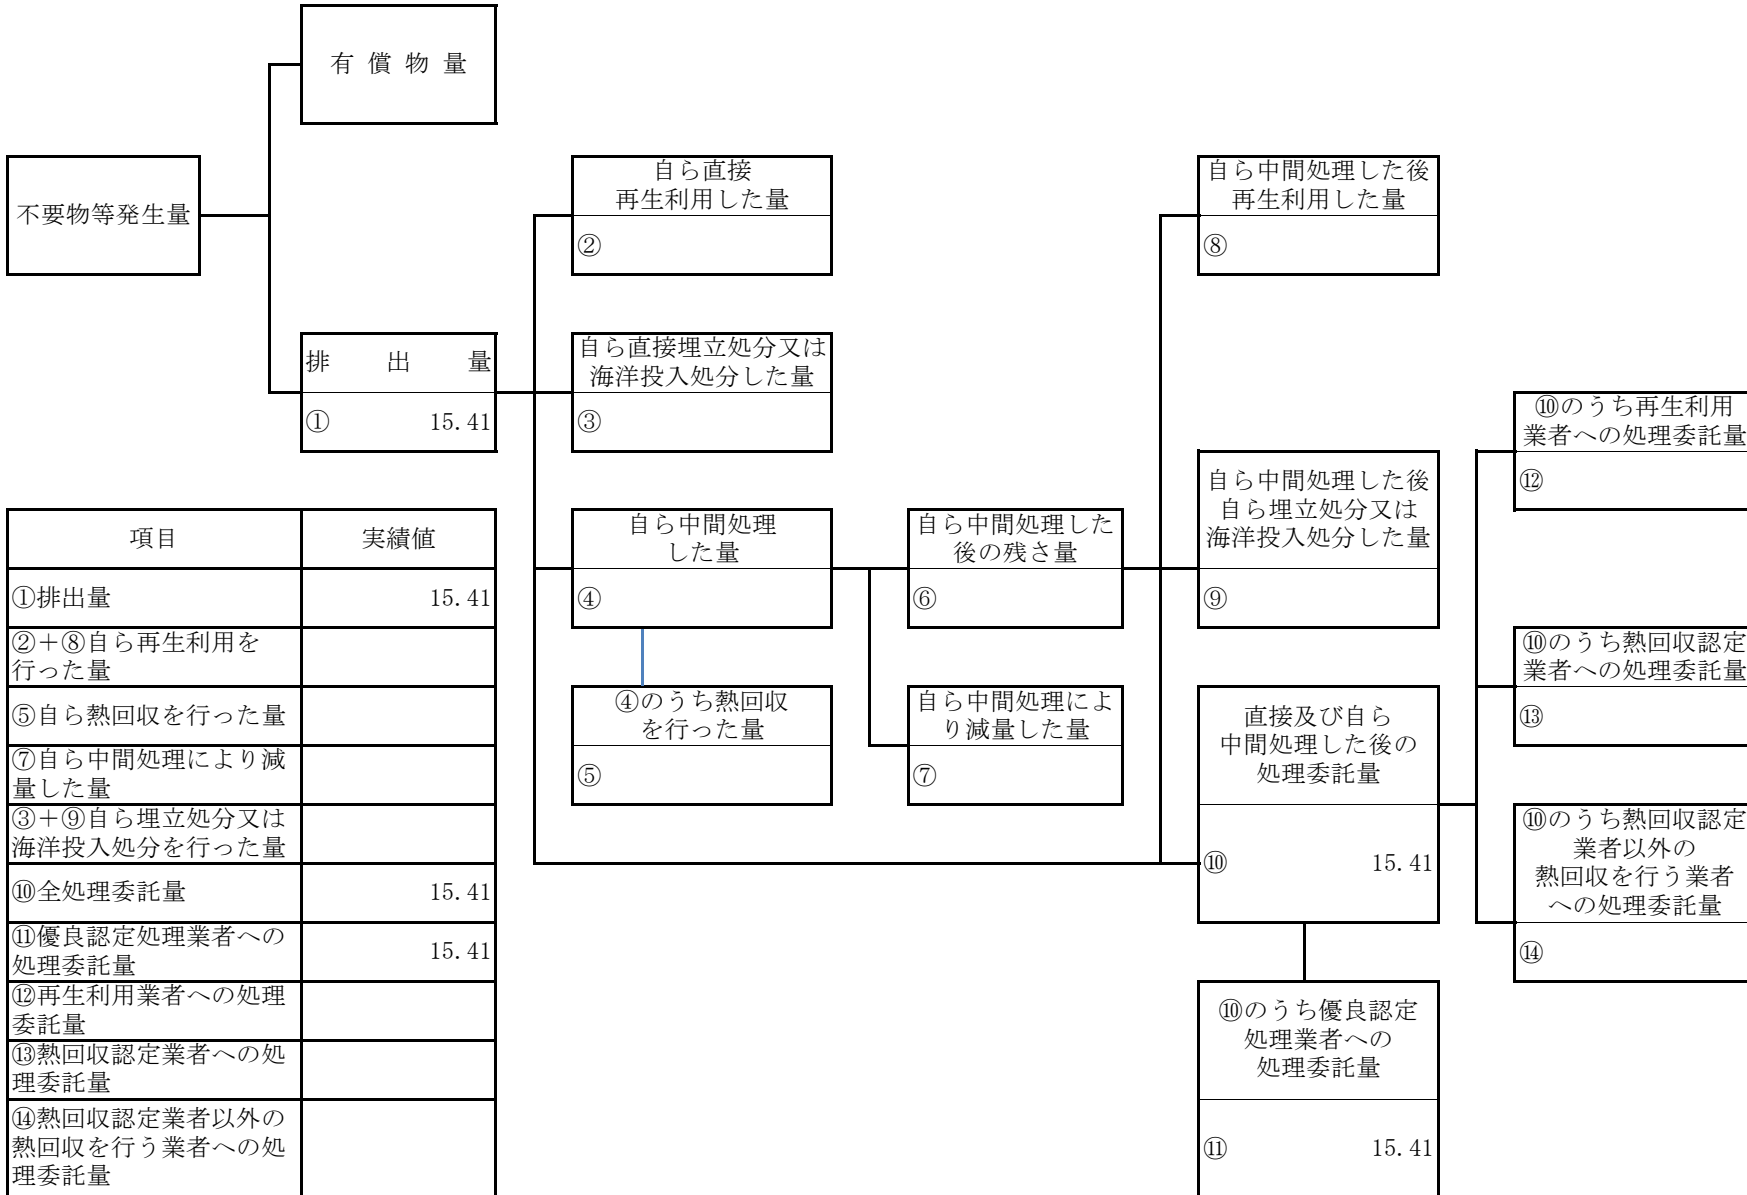 有 償 物 量
不要物等発生量
自ら直接
再生利用した量
②
自ら中間処理した後
再生利用した量
⑧
排 出 量
① 15.41
自ら直接埋立処分又は
海洋投入処分した量
③
⑩のうち再生利用
業者への処理委託量
⑫
自ら中間処理
した量
④
自ら中間処理した
後の残さ量
⑥
自ら中間処理した後
自ら埋立処分又は
海洋投入処分した量
⑨
⑩のうち熱回収認定
業者への処理委託量
⑬
④のうち熱回収
を行った量
⑤
自ら中間処理によ
り減量した量
⑦
直接及び自ら
中間処理した後の
処理委託量
⑩ 15.41
⑩のうち熱回収認定
業者以外の
熱回収を行う業者
への処理委託量
⑭
⑩のうち優良認定
処理業者への
処理委託量
⑪ 15.41
項目 実績値
①排出量 15.41
②＋⑧自ら再生利用を
行った量
⑤自ら熱回収を行った量
⑦自ら中間処理により減
量した量
③＋⑨自ら埋立処分又は
海洋投入処分を行った量
⑩全処理委託量 15.41
⑪優良認定処理業者への
処理委託量 15.41
⑫再生利用業者への処理
委託量
⑬熱回収認定業者への処
理委託量
⑭熱回収認定業者以外の
熱回収を行う業者への処
理委託量